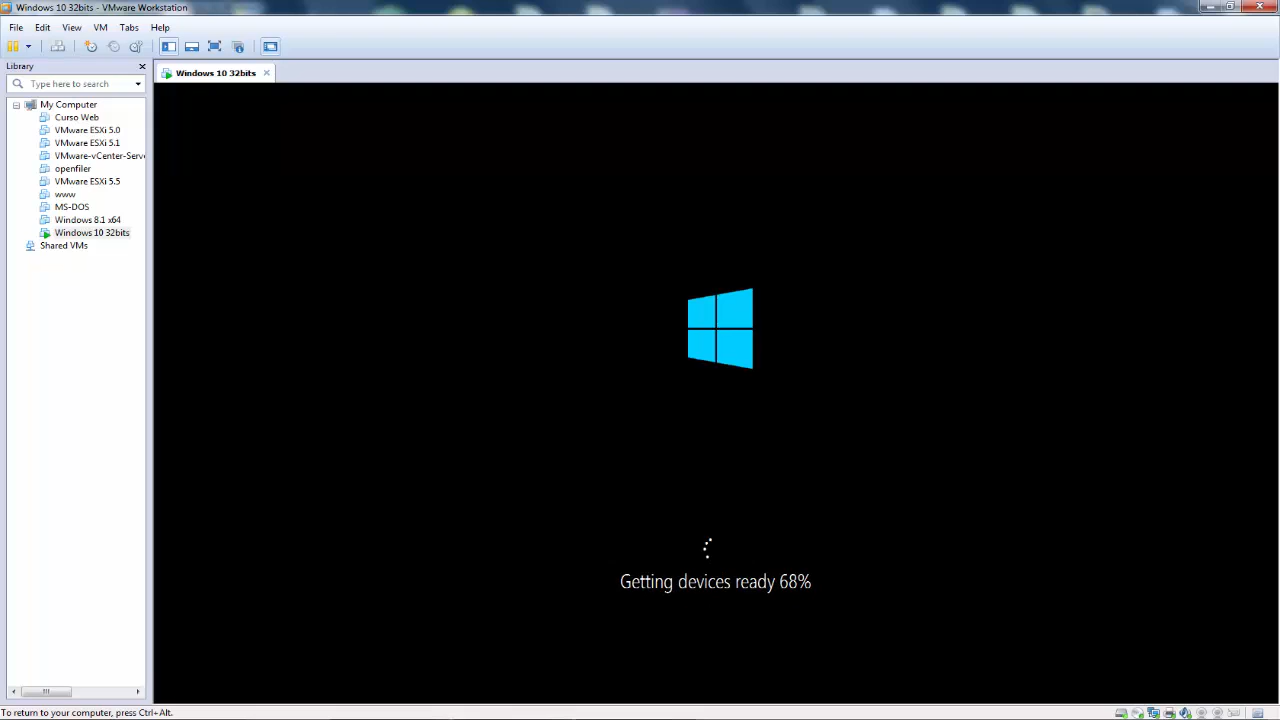 Windows 10 32bits - VMware Workstation
File Edit View VM Tabs Help
Library
Type here to search
Windows 10 32bits
My Computer
Curso Web
VMware ESXi 5.0
VMware ESXi 5.1
VMware-vCenter-Serve
openfiler
VMware ESXi 5.5
www
MS-DOS
Windows 8.1 x64
Windows 10 32bits
Shared VMs
Getting devices ready 68%
To return to your computer, press Ctrl+Alt.